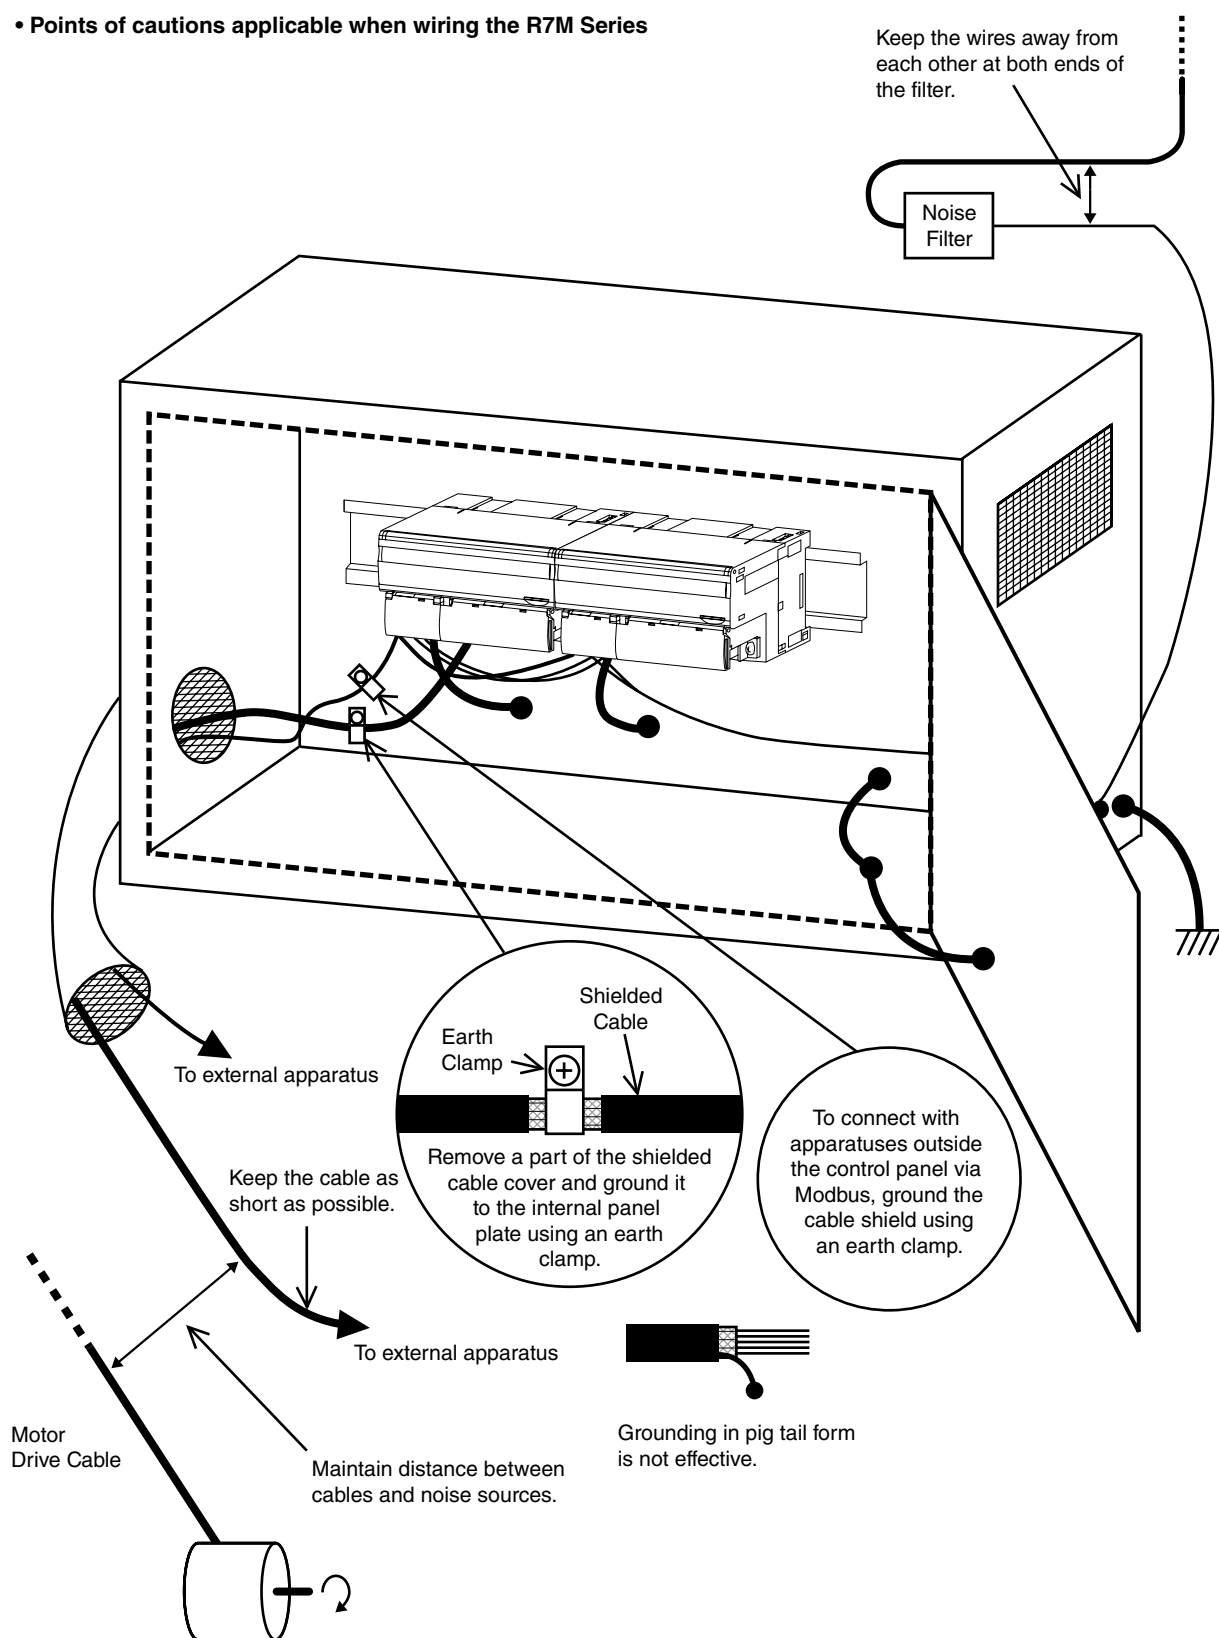 • Points of cautions applicable when wiring the R7M Series
Keep the wires away from
each other at both ends of
the filter.
Noise
Filter
Shielded
Cable
Earth
Clamp
To external apparatus
Remove a part of the shielded
cable cover and ground it
to the internal panel
plate using an earth
clamp.
To connect with
apparatuses outside
the control panel via
Modbus, ground the
cable shield using
an earth clamp.
Keep the cable as
short as possible.
To external apparatus
Grounding in pig tail form
is not effective.
Motor
Drive Cable
Maintain distance between
cables and noise sources.